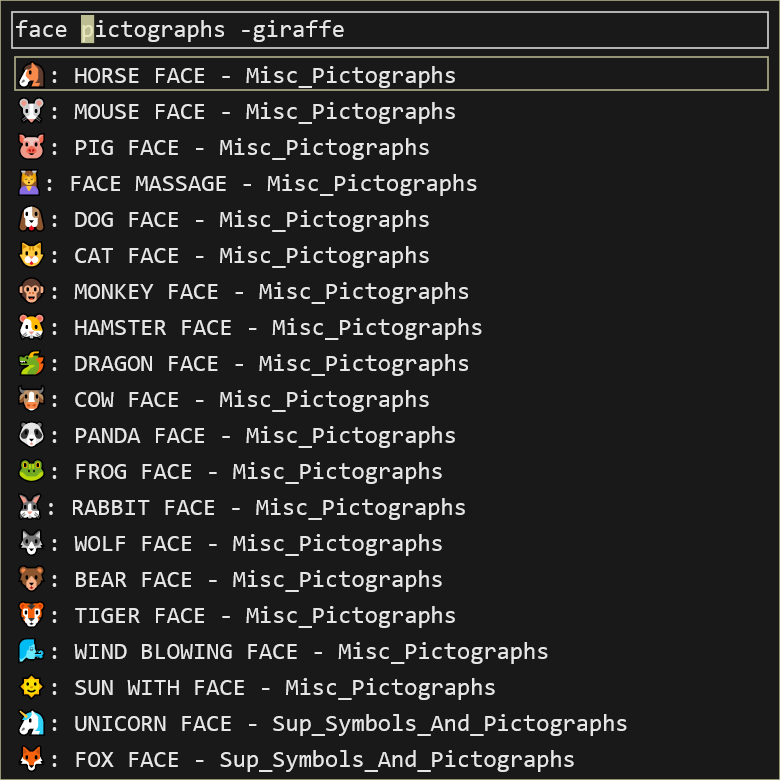 face pictographs -giraffe
🐴: HORSE FACE - Misc_Pictographs
🐭: MOUSE FACE - Misc_Pictographs
🐷: PIG FACE - Misc_Pictographs
💆: FACE MASSAGE - Misc_Pictographs
🐶: DOG FACE - Misc_Pictographs
🐱: CAT FACE - Misc_Pictographs
🐵: MONKEY FACE - Misc_Pictographs
🐹: HAMSTER FACE - Misc_Pictographs
🐲: DRAGON FACE - Misc_Pictographs
🐮: COW FACE - Misc_Pictographs
🐼: PANDA FACE - Misc_Pictographs
🐸: FROG FACE - Misc_Pictographs
🐰: RABBIT FACE - Misc_Pictographs
🐺: WOLF FACE - Misc_Pictographs
🐻: BEAR FACE - Misc_Pictographs
🐯: TIGER FACE - Misc_Pictographs
🌬: WIND BLOWING FACE - Misc_Pictographs
🌞: SUN WITH FACE - Misc_Pictographs
🦄: UNICORN FACE - Sup_Symbols_And_Pictographs
🦊: FOX FACE - Sup_Symbols_And_Pictographs